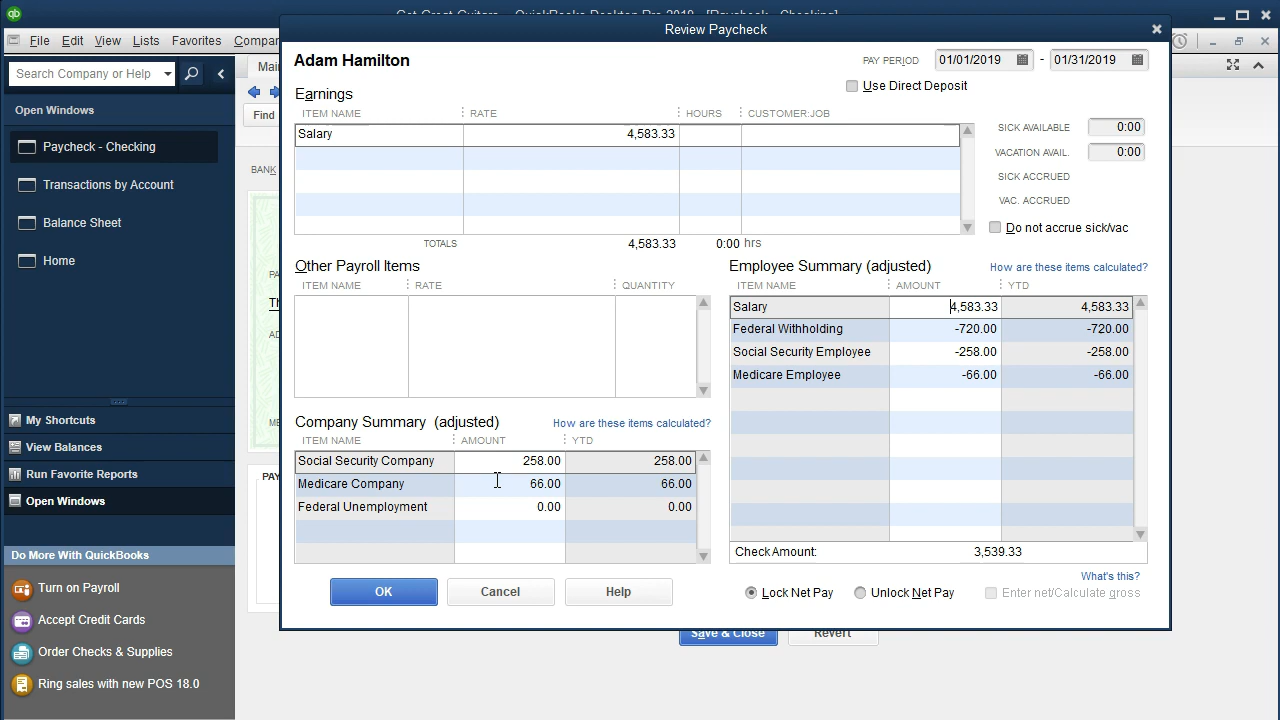 Get Great Guitars - QuickBooks Desktop Pro 2019 - [Paycheck - Checking]
Review Paycheck
File Edit View Lists Favorites Compan
Search Company or Help
Open Windows
Paycheck - Checking
Transactions by Account
Balance Sheet
Home
My Shortcuts
View Balances
Run Favorite Reports
Open Windows
Do More With QuickBooks
Turn on Payroll
Accept Credit Cards
Order Checks & Supplies
Ring sales with new POS 18.0
Mai
Find
BANK
PA
Th
AD
ME
PAY
Adam Hamilton
PAY PERIOD 01/01/2019 - 01/31/2019
Use Direct Deposit
Earnings
ITEM NAME RATE HOURS CUSTOMER:JOB
Salary 4,583.33
TOTALS 4,583.33 0:00 hrs
SICK AVAILABLE 0:00
VACATION AVAIL. 0:00
SICK ACCRUED
VAC. ACCRUED
Do not accrue sick/vac
Other Payroll Items
ITEM NAME RATE QUANTITY
Employee Summary (adjusted) How are these items calculated?
ITEM NAME AMOUNT YTD
Salary 4,583.33 4,583.33
Federal Withholding -720.00 -720.00
Social Security Employee -258.00 -258.00
Medicare Employee -66.00 -66.00
Check Amount: 3,539.33
Company Summary (adjusted) How are these items calculated?
ITEM NAME AMOUNT YTD
Social Security Company 258.00 258.00
Medicare Company 66.00 66.00
Federal Unemployment 0.00 0.00
What's this?
OK Cancel Help
Lock Net Pay Unlock Net Pay Enter net/Calculate gross
Save & Close Revert